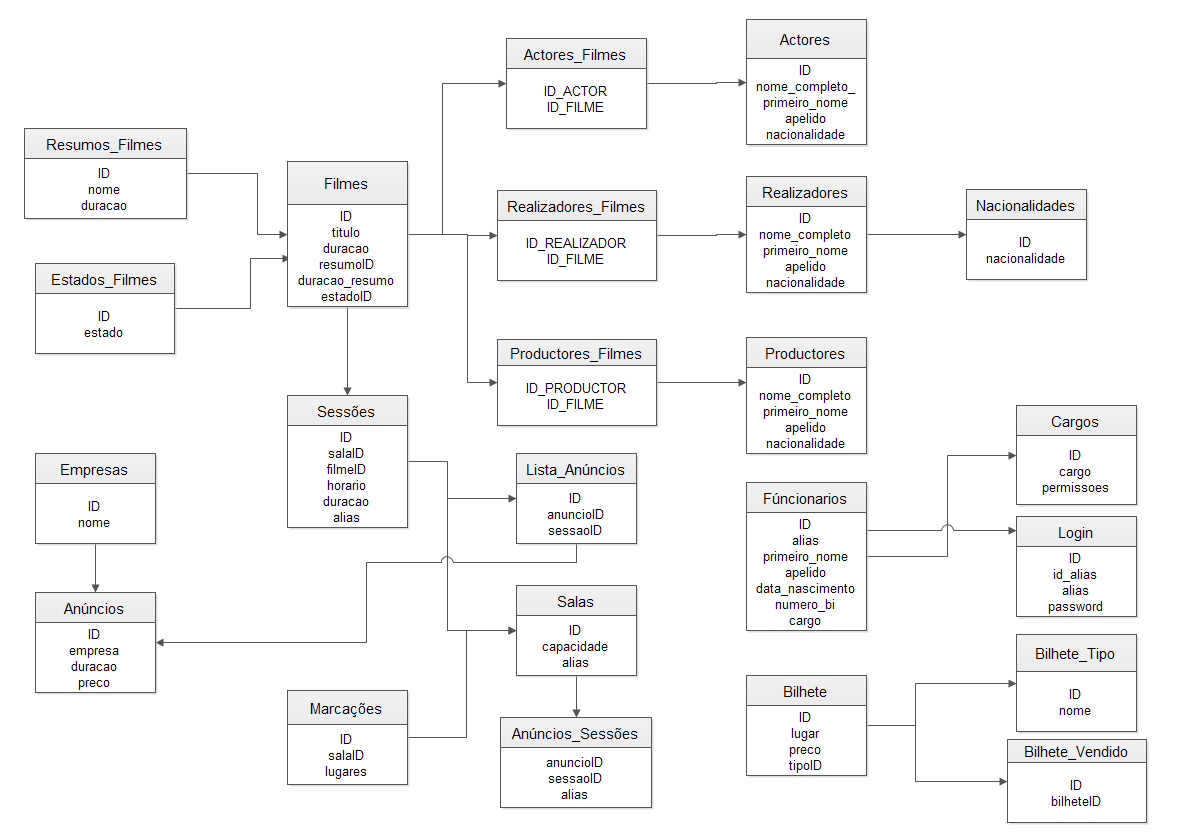 Actores_Filmes
ID_ACTOR
ID_FILME
Actores
ID
nome_completo_
primeiro_nome
apelido
nacionalidade
Resumos_Filmes
ID
nome
duracao
Filmes
ID
titulo
duracao
resumoID
duracao_resumo
estadoID
Realizadores_Filmes
ID_REALIZADOR
ID_FILME
Realizadores
ID
nome_completo
primeiro_nome
apelido
nacionalidade
Nacionalidades
ID
nacionalidade
Estados_Filmes
ID
estado
Productores_Filmes
ID_PRODUCTOR
ID_FILME
Productores
ID
nome_completo
primeiro_nome
apelido
nacionalidade
Sessões
ID
salaID
filmeID
horario
duracao
alias
Cargos
ID
cargo
permissoes
Empresas
ID
nome
Lista_Anúncios
ID
anuncioID
sessaoID
Fúncionarios
ID
alias
primeiro_nome
apelido
data_nascimento
numero_bi
cargo
Login
ID
id_alias
alias
password
Anúncios
ID
empresa
duracao
preco
Salas
ID
capacidade
alias
Bilhete_Tipo
ID
nome
Marcações
ID
salaID
lugares
Anúncios_Sessões
anuncioID
sessaoID
alias
Bilhete
ID
lugar
preco
tipoID
Bilhete_Vendido
ID
bilheteID